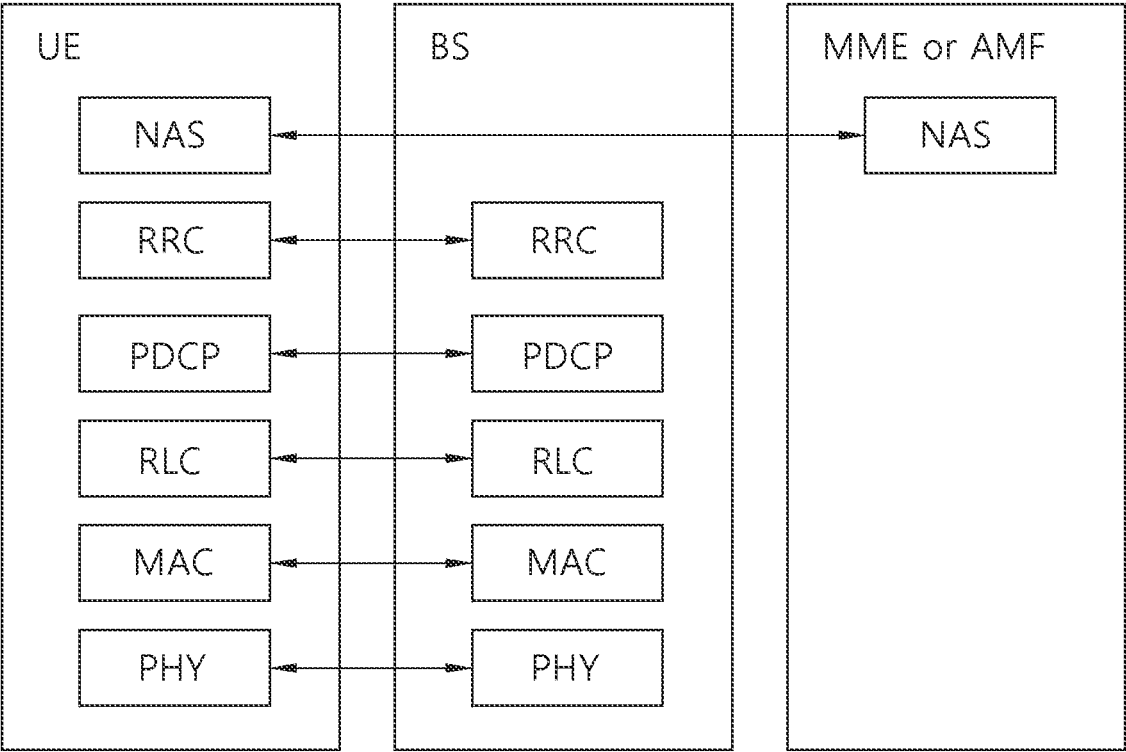 UE
BS
MME or AMF
NAS
NAS
RRC
RRC
PDCP
PDCP
RLC
RLC
MAC
MAC
PHY
PHY